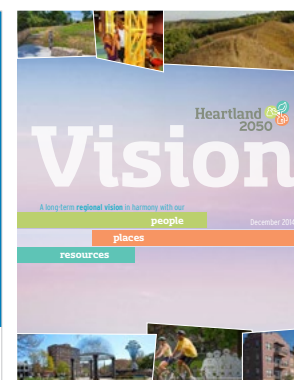 Heartland
2050
Vision
A long-term regional vision in harmony with our
people
December 2014
places
resources